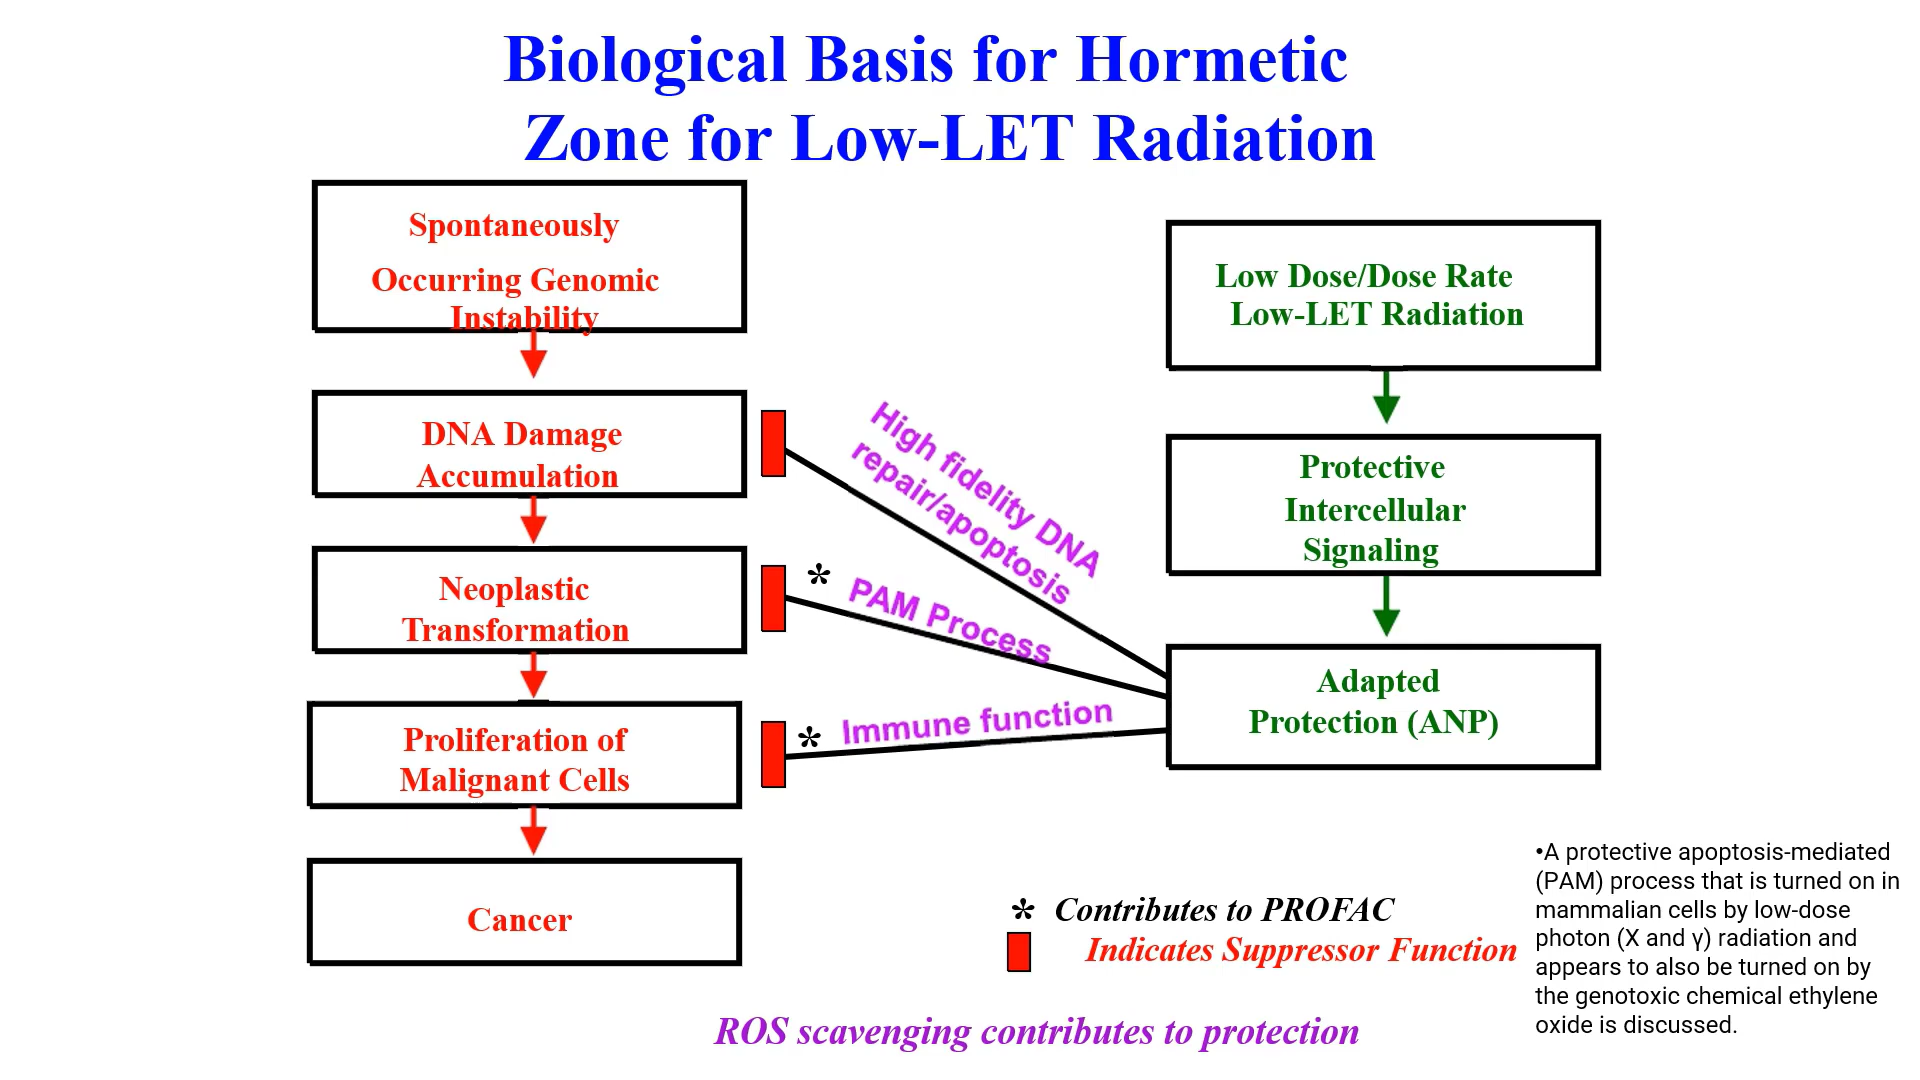 Biological Basis for Hormetic
Zone for Low-LET Radiation
Spontaneously
Occurring Genomic
Instability
DNA Damage
Accumulation
Neoplastic
Transformation
Proliferation of
Malignant Cells
Cancer
High fidelity DNA
repair/apoptosis
* PAM Process
* Immune function
Low Dose/Dose Rate
Low-LET Radiation
Protective
Intercellular
Signaling
Adapted
Protection (ANP)
* Contributes to PROFAC
Indicates Suppressor Function
ROS scavenging contributes to protection
•A protective apoptosis-mediated
(PAM) process that is turned on in
mammalian cells by low-dose
photon (X and γ) radiation and
appears to also be turned on by
the genotoxic chemical ethylene
oxide is discussed.